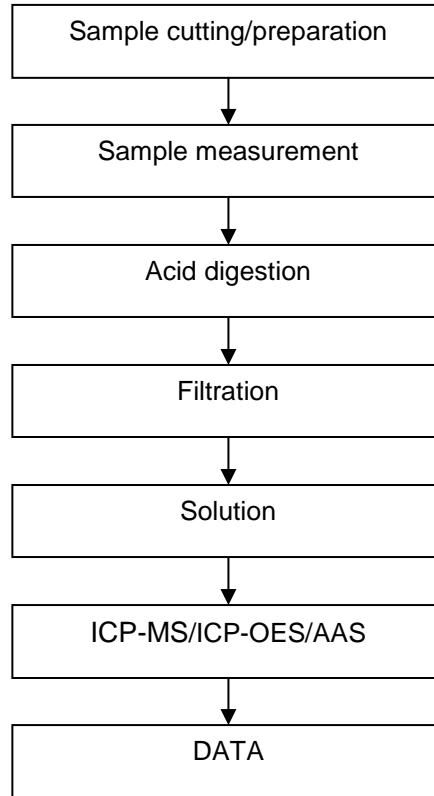 Sample cutting/preparation
Sample measurement
Acid digestion
Filtration
Solution
ICP-MS/ICP-OES/AAS
DATA